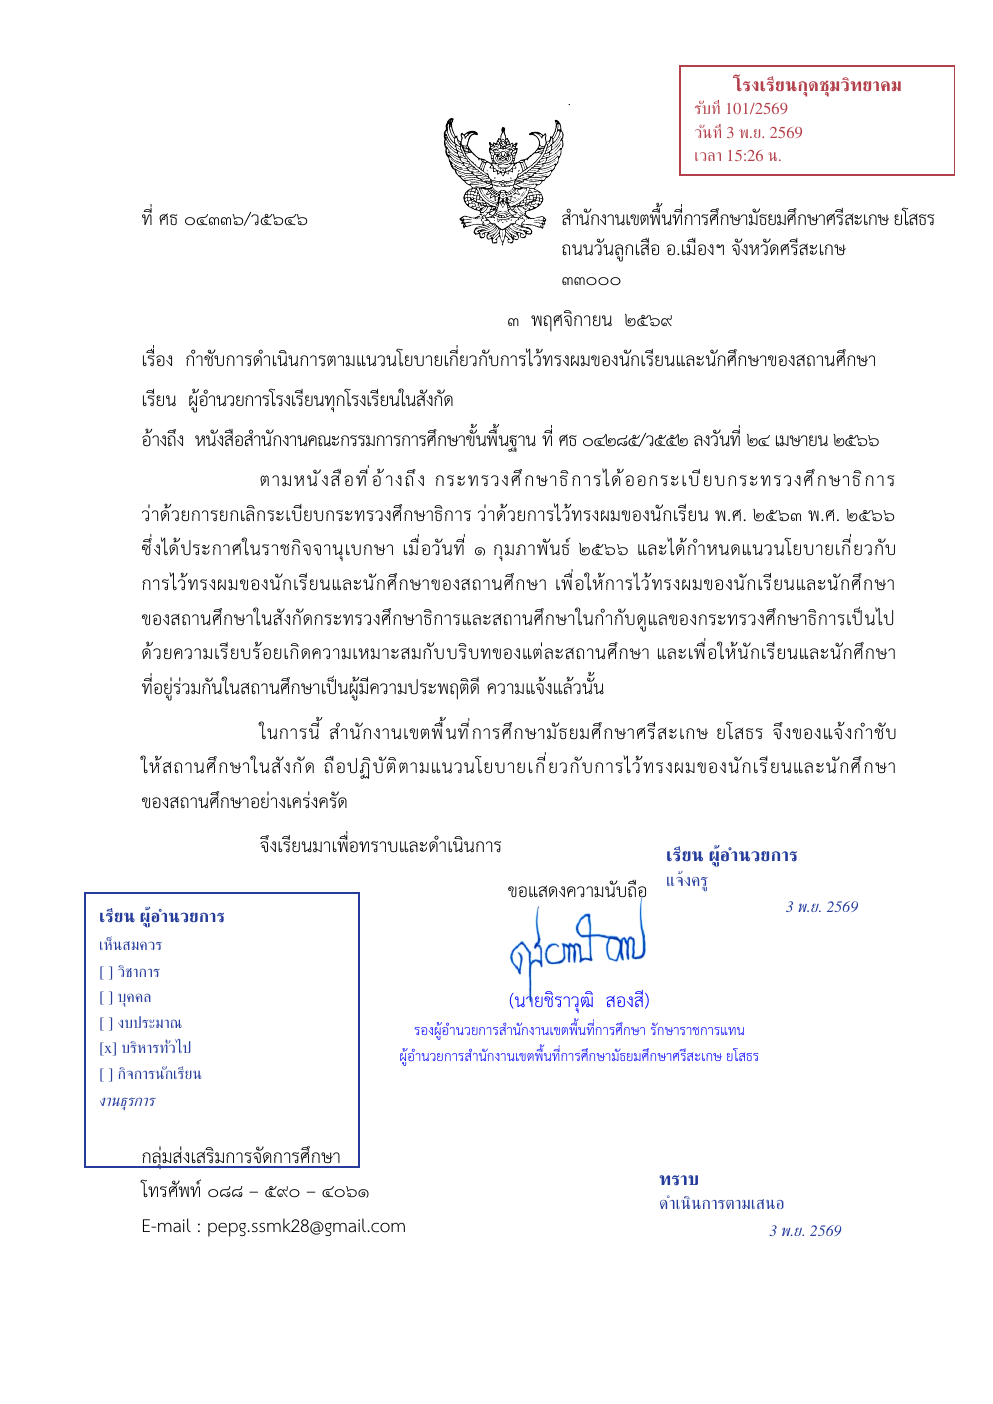 โรงเรียนกุดชุมวิทยาคม
รับที่ 101/2569
วันที่ 3 พ.ย. 2569
เวลา 15:26 น.
ที่ ศธ ๐๔๓๓๖/ว๕๖๔๖
สำนักงานเขตพื้นที่การศึกษามัธยมศึกษาศรีสะเกษ ยโสธร
ถนนวันลูกเสือ อ.เมืองฯ จังหวัดศรีสะเกษ
๓๓๐๐๐
๓ พฤศจิกายน ๒๕๖๙
เรื่อง กำชับการดำเนินการตามแนวนโยบายเกี่ยวกับการไว้ทรงผมของนักเรียนและนักศึกษาของสถานศึกษา
เรียน ผู้อำนวยการโรงเรียนทุกโรงเรียนในสังกัด
อ้างถึง หนังสือสำนักงานคณะกรรมการการศึกษาขั้นพื้นฐาน ที่ ศธ ๐๔๒๘๕/ว๕๕๒ ลงวันที่ ๒๔ เมษายน ๒๕๖๖
ตามหนังสือที่อ้างถึง กระทรวงศึกษาธิการได้ออกระเบียบกระทรวงศึกษาธิการ
ว่าด้วยการยกเลิกระเบียบกระทรวงศึกษาธิการ ว่าด้วยการไว้ทรงผมของนักเรียน พ.ศ. ๒๕๖๓ พ.ศ. ๒๕๖๖
ซึ่งได้ประกาศในราชกิจจานุเบกษา เมื่อวันที่ ๑ กุมภาพันธ์ ๒๕๖๖ และได้กำหนดแนวนโยบายเกี่ยวกับ
การไว้ทรงผมของนักเรียนและนักศึกษาของสถานศึกษา เพื่อให้การไว้ทรงผมของนักเรียนและนักศึกษา
ของสถานศึกษาในสังกัดกระทรวงศึกษาธิการและสถานศึกษาในกำกับดูแลของกระทรวงศึกษาธิการเป็นไป
ด้วยความเรียบร้อยเกิดความเหมาะสมกับบริบทของแต่ละสถานศึกษา และเพื่อให้นักเรียนและนักศึกษา
ที่อยู่ร่วมกันในสถานศึกษาเป็นผู้มีความประพฤติดี ความแจ้งแล้วนั้น
ในการนี้ สำนักงานเขตพื้นที่การศึกษามัธยมศึกษาศรีสะเกษ ยโสธร จึงของแจ้งกำชับ
ให้สถานศึกษาในสังกัด ถือปฏิบัติตามแนวนโยบายเกี่ยวกับการไว้ทรงผมของนักเรียนและนักศึกษา
ของสถานศึกษาอย่างเคร่งครัด
จึงเรียนมาเพื่อทราบและดำเนินการ
เรียน ผู้อำนวยการ
แจ้งครู
3 พ.ย. 2569
ขอแสดงความนับถือ
(นายชิราวุฒิ สองสี)
รองผู้อำนวยการสำนักงานเขตพื้นที่การศึกษา รักษาราชการแทน
ผู้อำนวยการสำนักงานเขตพื้นที่การศึกษามัธยมศึกษาศรีสะเกษ ยโสธร
เรียน ผู้อำนวยการ
เห็นสมควร
[ ] วิชาการ
[ ] บุคคล
[ ] งบประมาณ
[x] บริหารทั่วไป
[ ] กิจการนักเรียน
งานธุรการ
กลุ่มส่งเสริมการจัดการศึกษา
โทรศัพท์ ๐๘๘ – ๕๙๐ – ๔๐๖๑
E-mail : pepg.ssmk28@gmail.com
ทราบ
ดำเนินการตามเสนอ
3 พ.ย. 2569